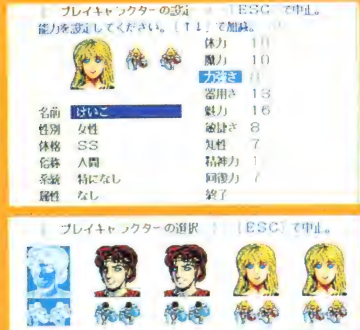 プレイキャラクターの設定 [ESC]で中止。
能力を設定してください。[↑↓]で加減。
体力 10
魔力 10
力強さ 8
器用さ 13
魅力 16
敏捷さ 8
知性 7
精神力 1
回復力 7
終了
名前 はいご
性別 女性
体格 SS
俗称 人間
系統 特になし
属性 なし
プレイキャラクターの選択 [ESC]で中止。